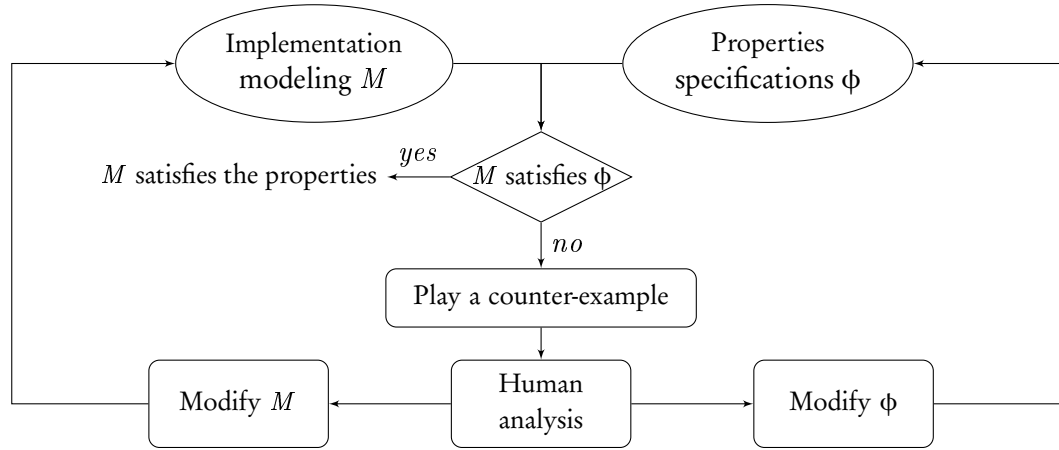 Implementation
modeling M
Properties
specifications ϕ
M satisfies the properties
yes
M satisfies ϕ
no
Play a counter-example
Modify M
Human
analysis
Modify ϕ